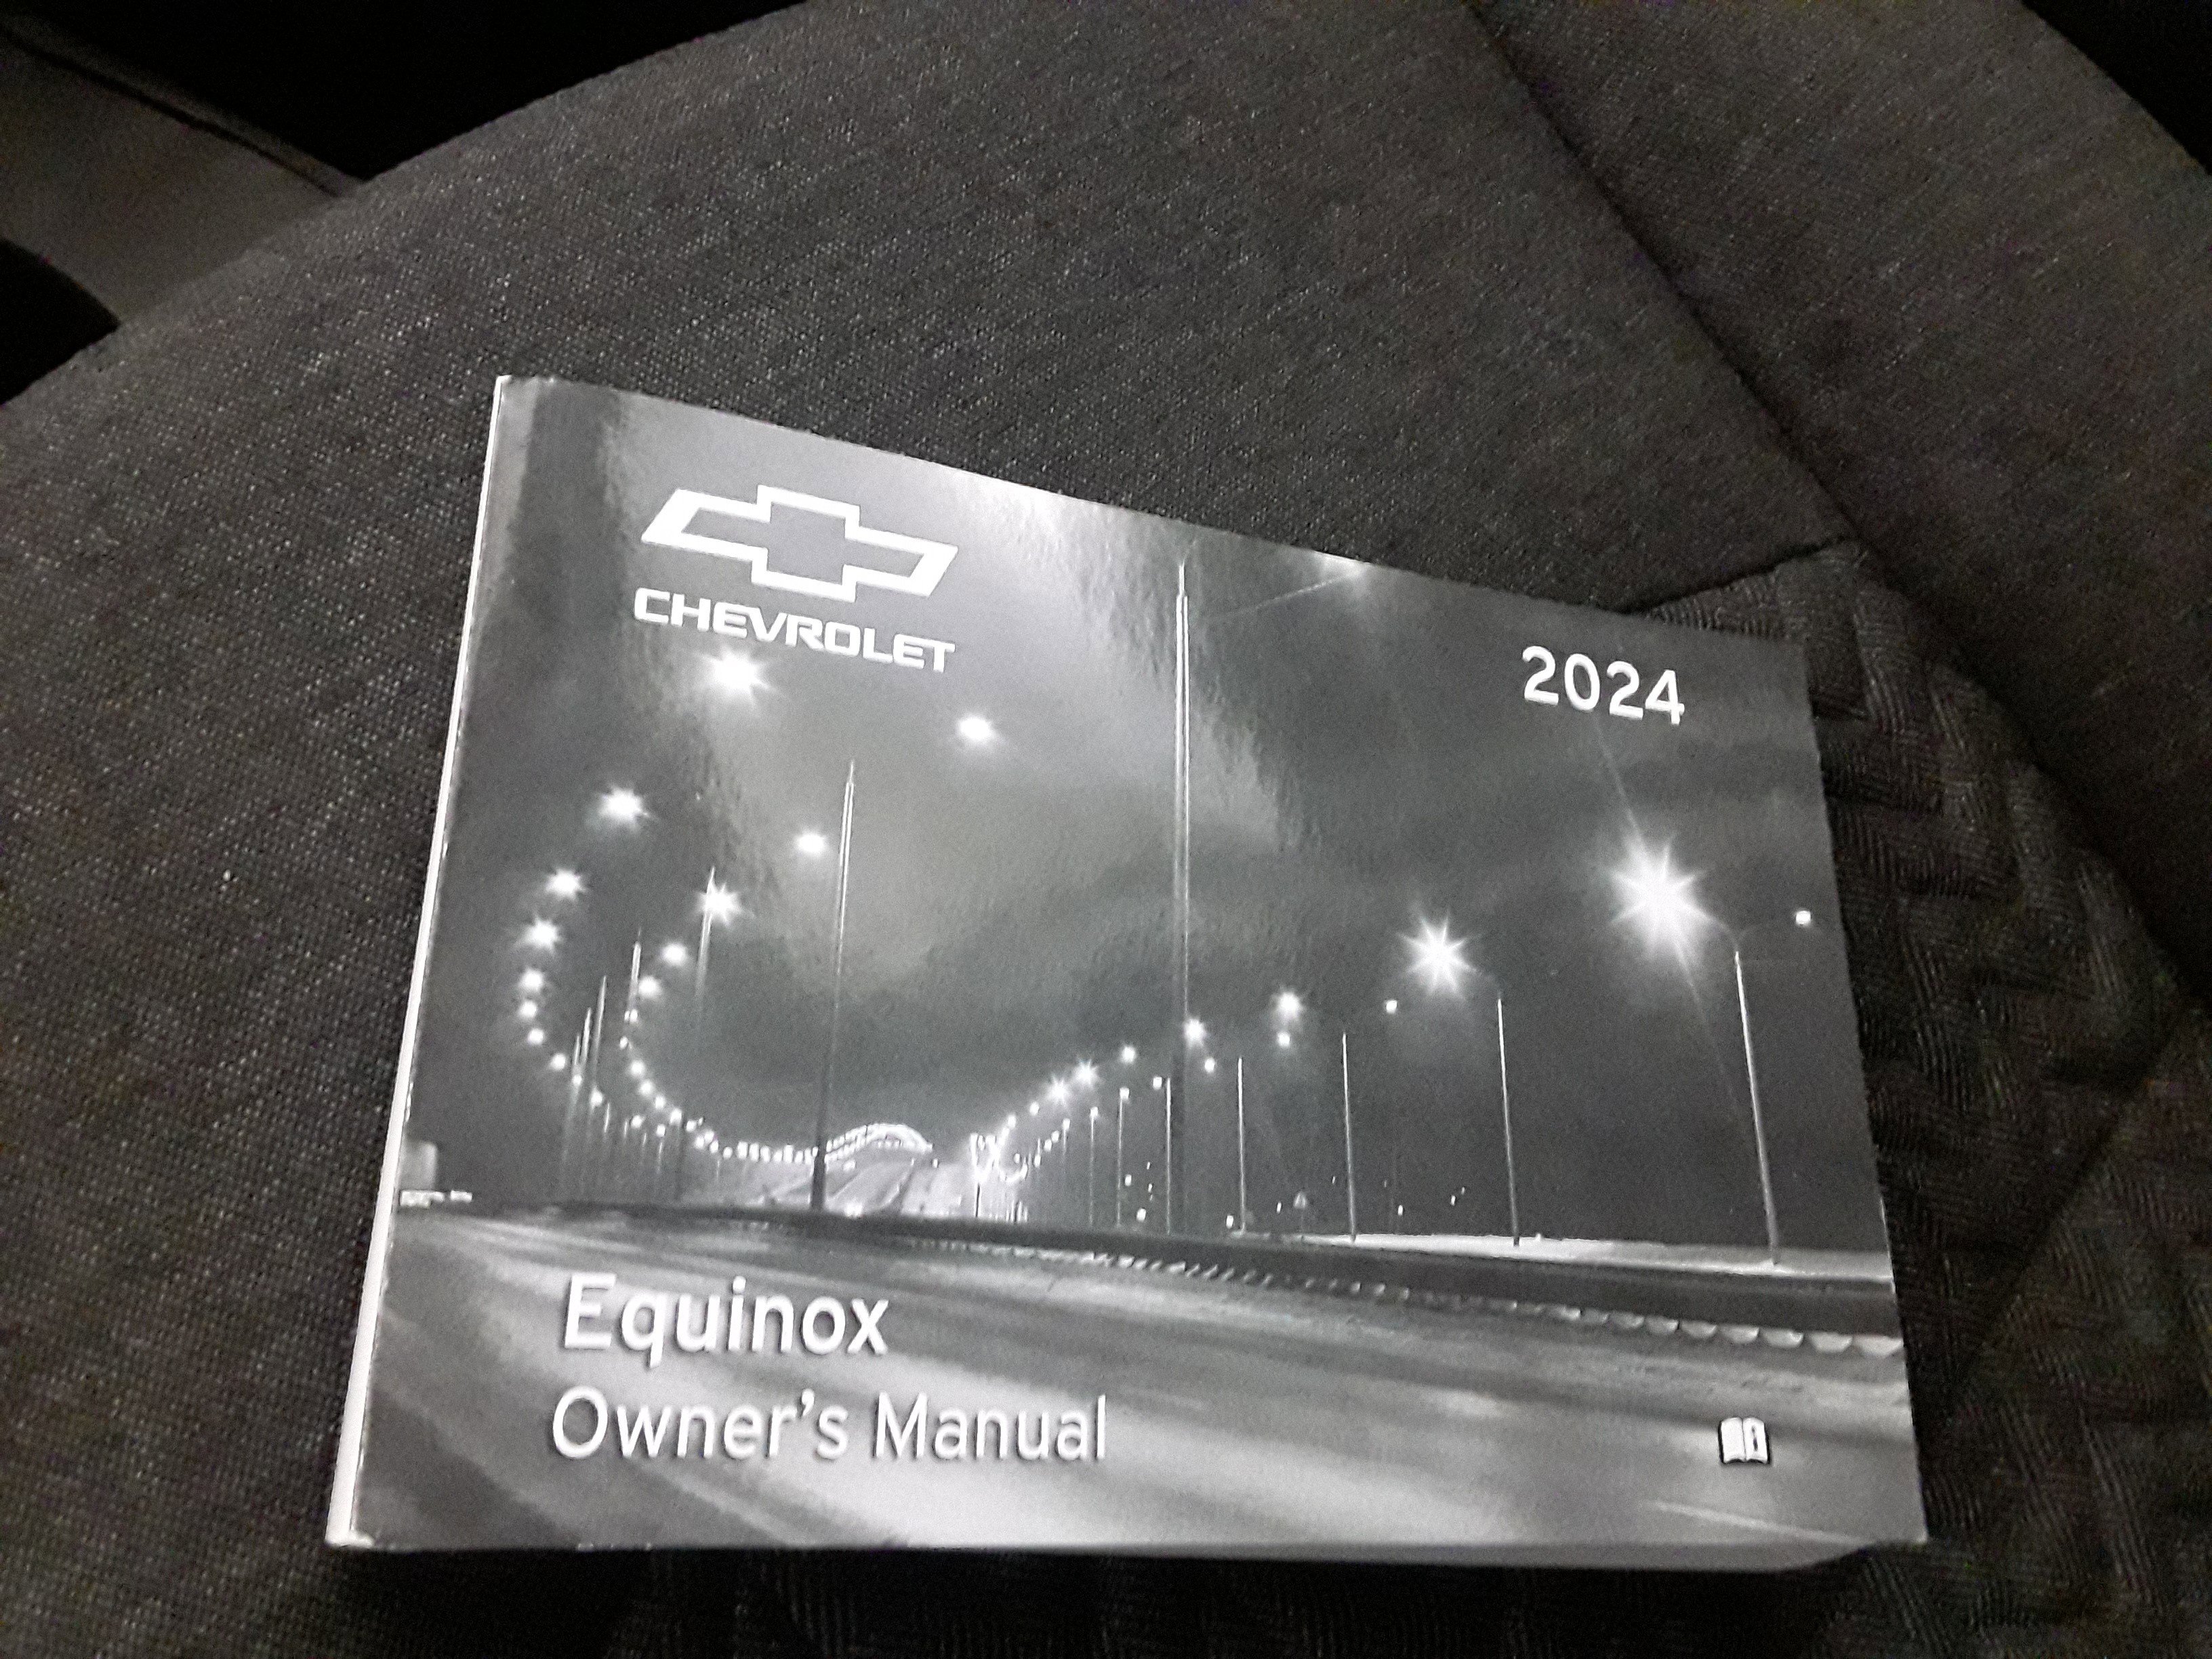 CHEVROLET
2024
Equinox
Owner's Manual